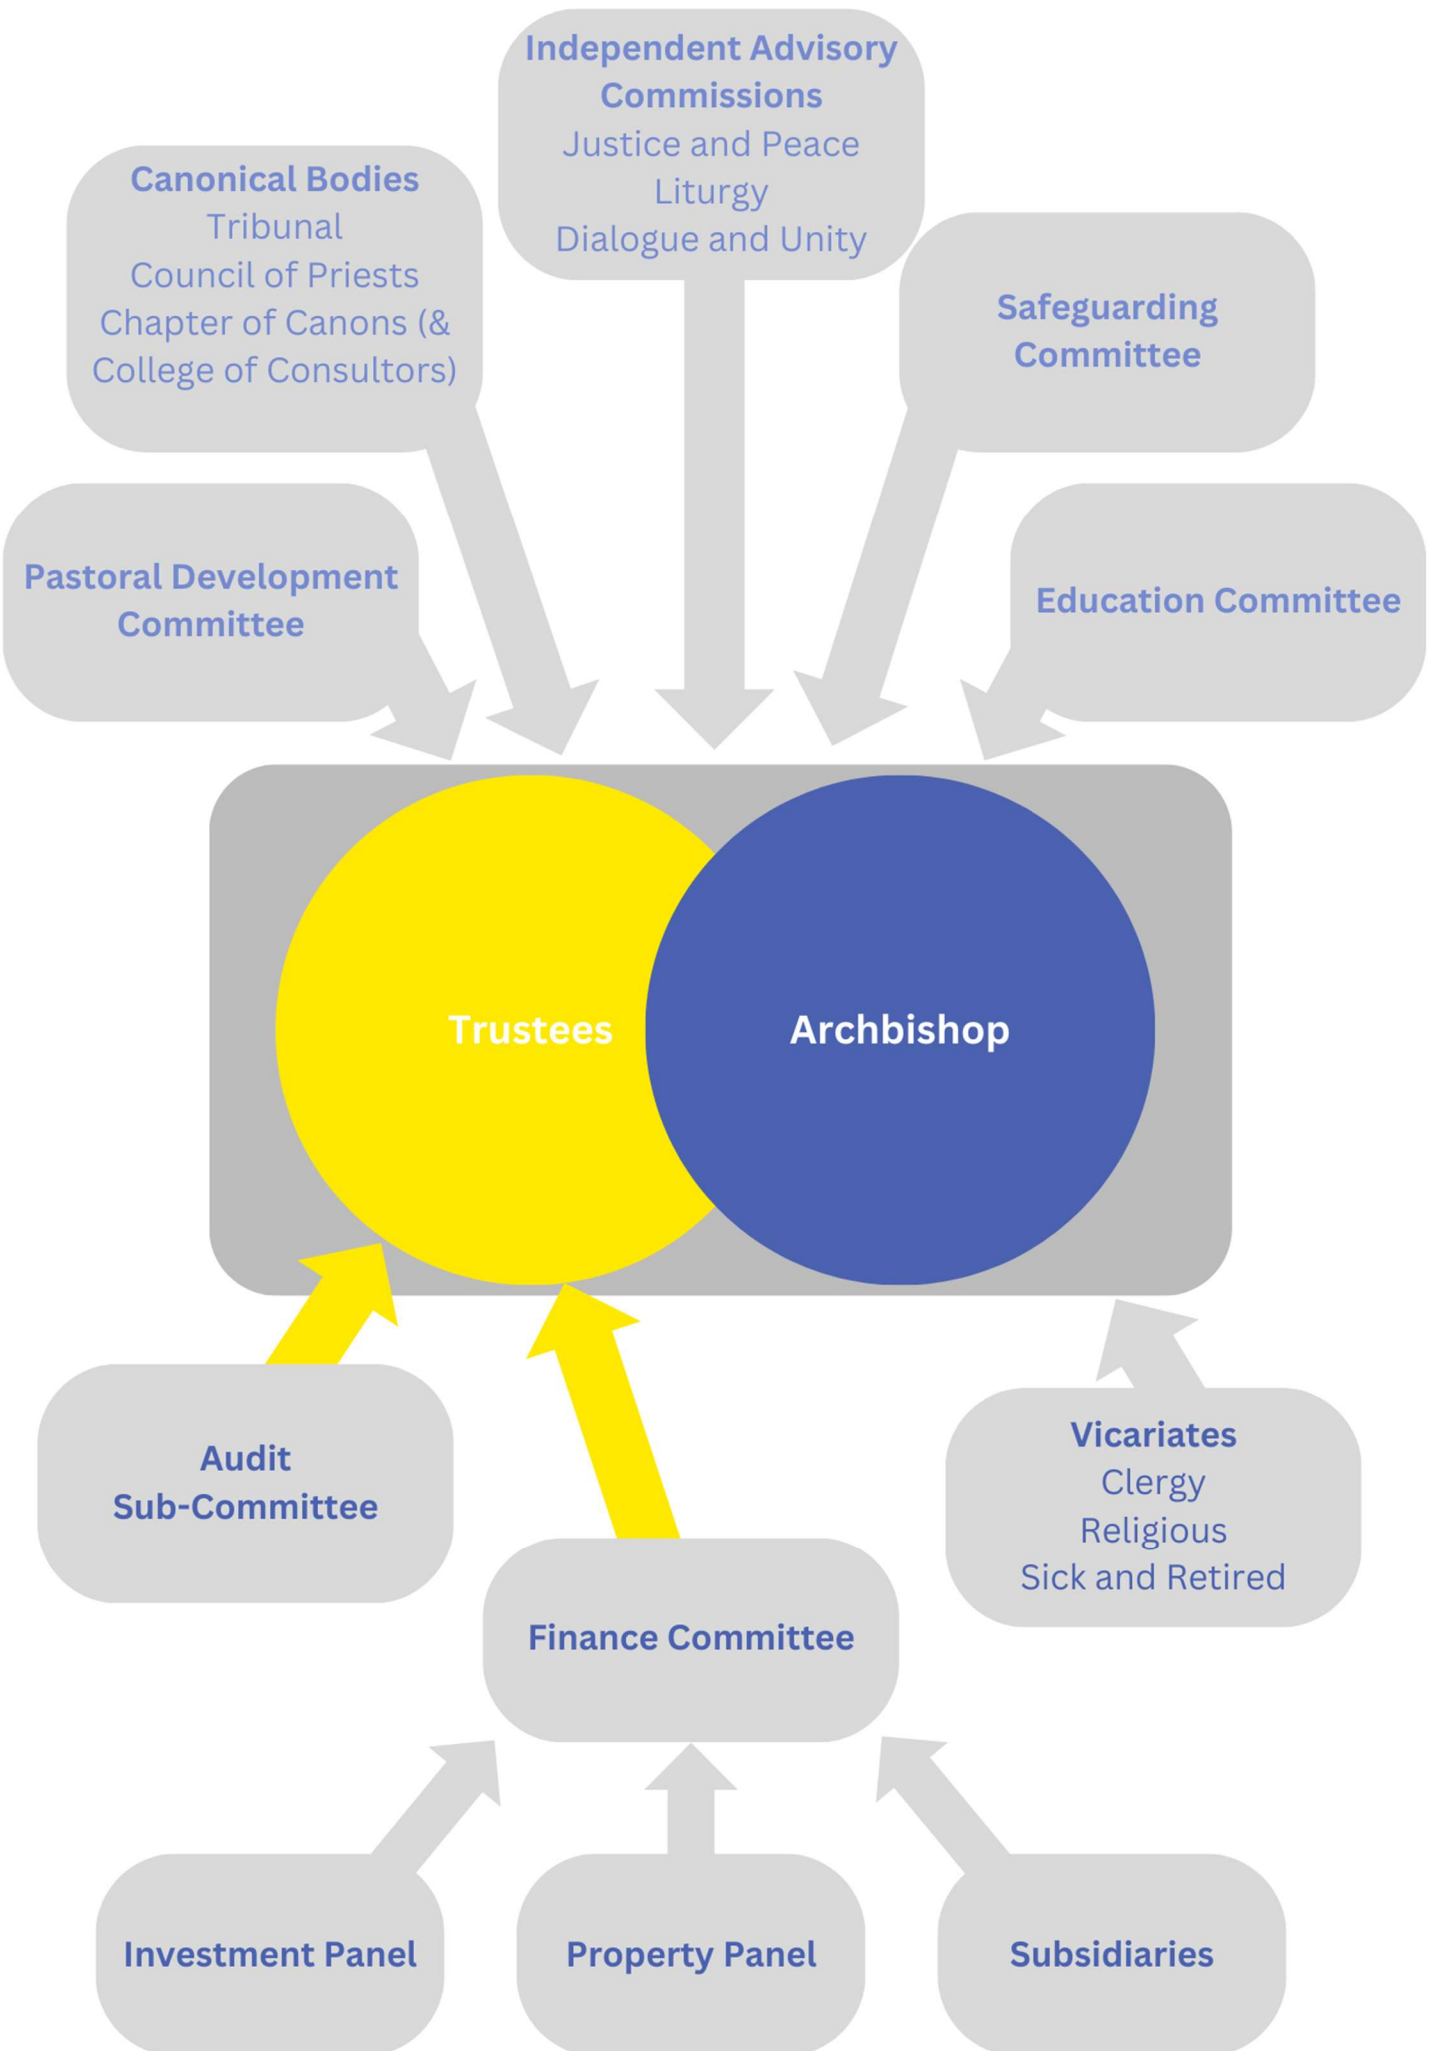 Independent Advisory
Commissions
Justice and Peace
Liturgy
Dialogue and Unity
Canonical Bodies
Tribunal
Council of Priests
Chapter of Canons (&
College of Consultors)
Safeguarding
Committee
Pastoral Development
Committee
Education Committee
Trustees
Archbishop
Audit
Sub-Committee
Vicariates
Clergy
Religious
Sick and Retired
Finance Committee
Investment Panel
Property Panel
Subsidiaries